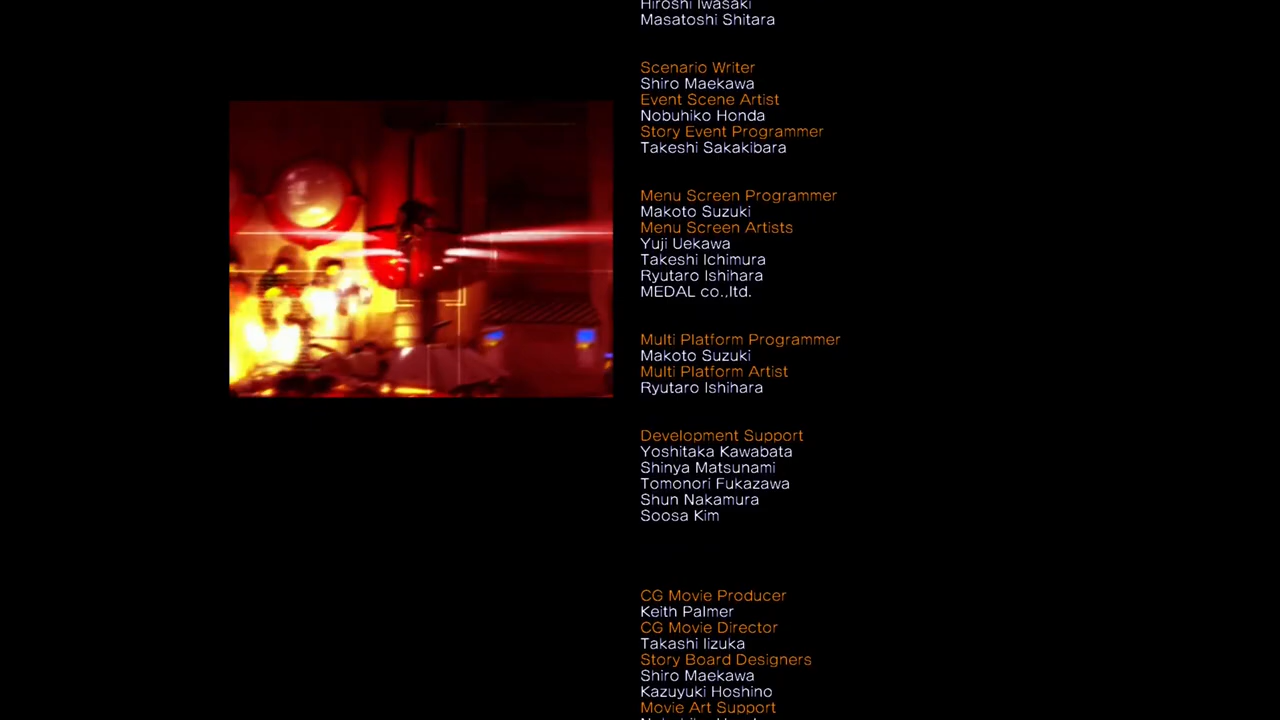 Hiroshi Iwasaki
Masatoshi Shitara
Scenario Writer
Shiro Maekawa
Event Scene Artist
Nobuhiko Honda
Story Event Programmer
Takeshi Sakakibara
Menu Screen Programmer
Makoto Suzuki
Menu Screen Artists
Yuji Uekawa
Takeshi Ichimura
Ryutaro Ishihara
MEDAL co.,ltd.
Multi Platform Programmer
Makoto Suzuki
Multi Platform Artist
Ryutaro Ishihara
Development Support
Yoshitaka Kawabata
Shinya Matsunami
Tomonori Fukazawa
Shun Nakamura
Soosa Kim
CG Movie Producer
Keith Palmer
CG Movie Director
Takashi Iizuka
Story Board Designers
Shiro Maekawa
Kazuyuki Hoshino
Movie Art Support